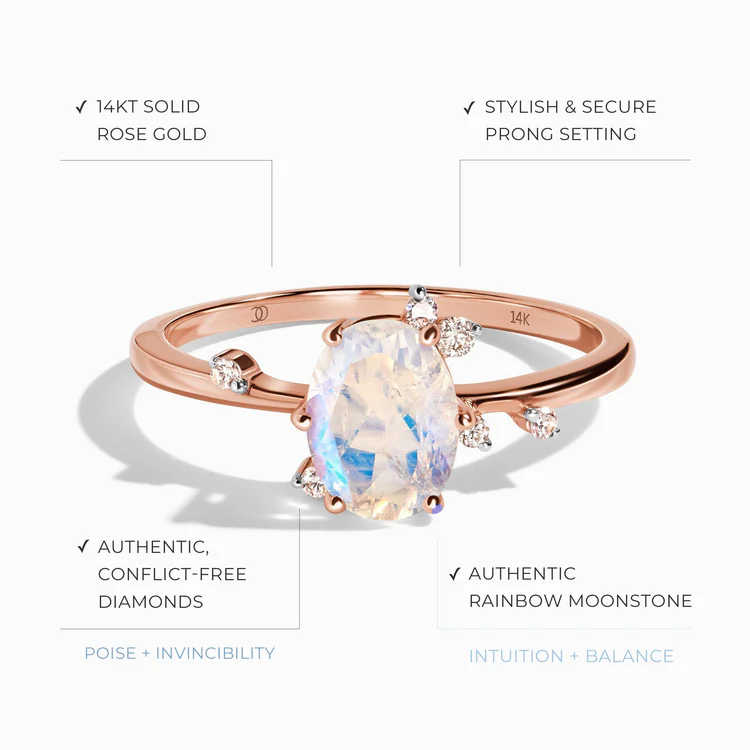 ✓ 14KT SOLID
ROSE GOLD
✓ STYLISH & SECURE
PRONG SETTING
14K
✓ AUTHENTIC,
CONFLICT-FREE
DIAMONDS
POISE + INVINCIBILITY
✓ AUTHENTIC
RAINBOW MOONSTONE
INTUITION + BALANCE